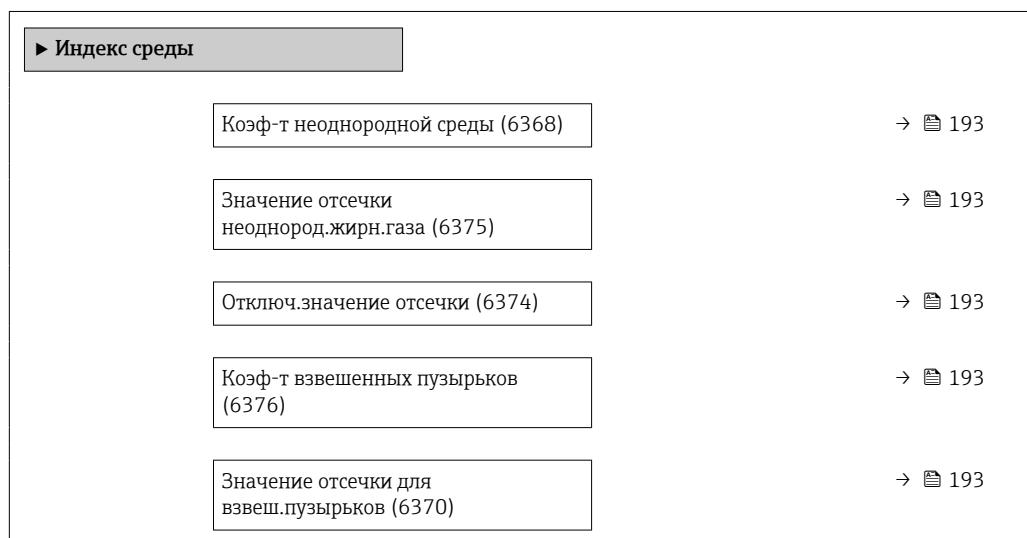 ▶ Индекс среды
Коэф-т неоднородной среды (6368) → 193
Значение отсечки → 193
неоднород.жирн.газа (6375)
Отключ.значение отсечки (6374) → 193
Коэф-т взвешенных пузырьков → 193
(6376)
Значение отсечки для → 193
взвеш.пузырьков (6370)